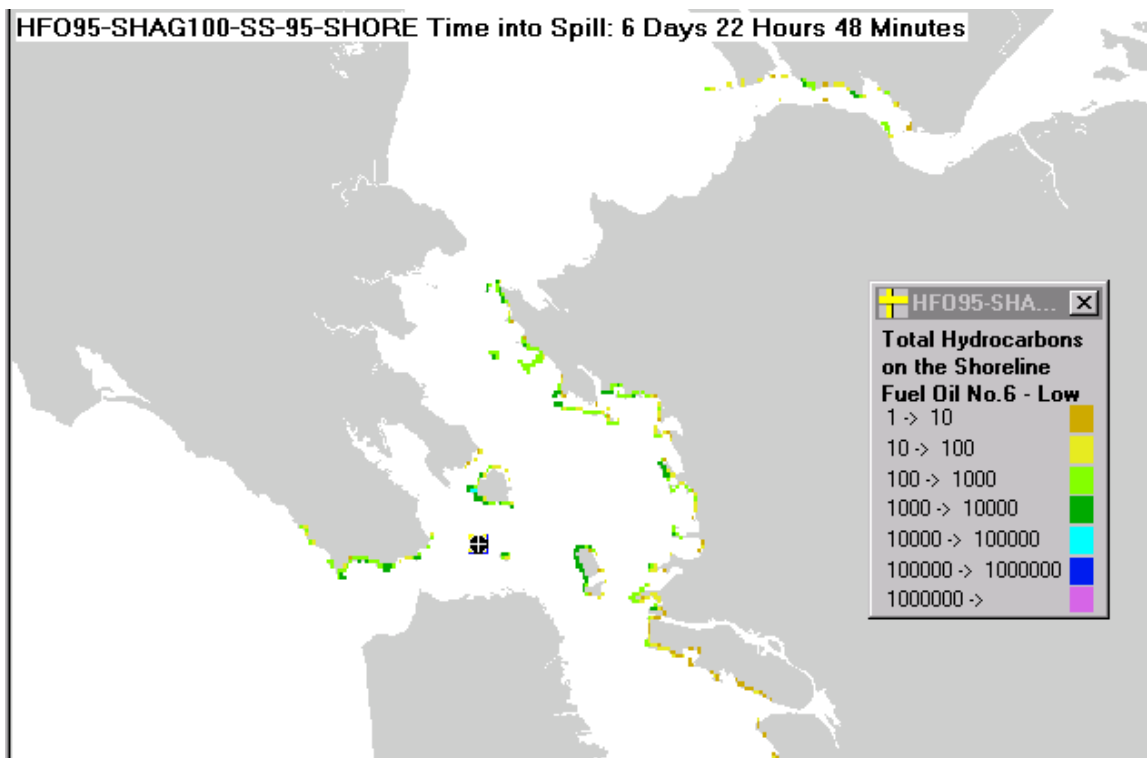 HFO95-SHAG100-SS-95-SHORE Time into Spill: 6 Days 22 Hours 48 Minutes
HFO95-SHA...
Total Hydrocarbons
on the Shoreline
Fuel Oil No.6 - Low
1 -> 10
10 -> 100
100 -> 1000
1000 -> 10000
10000 -> 100000
100000 -> 1000000
1000000 ->